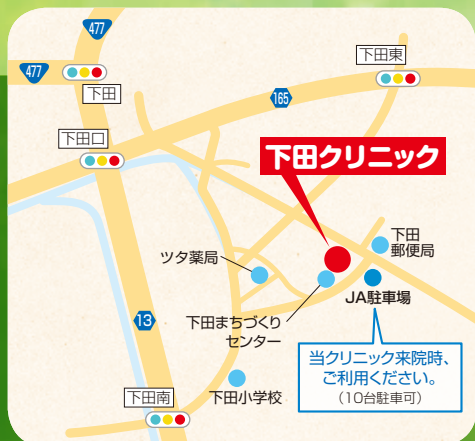 477
477
下田
下田東
165
下田口
下田クリニック
下田
郵便局
ツタ薬局
JA駐車場
13
下田まちづくり
センター
当クリニック来院時、
ご利用ください。
（10台駐車可）
下田南
下田小学校